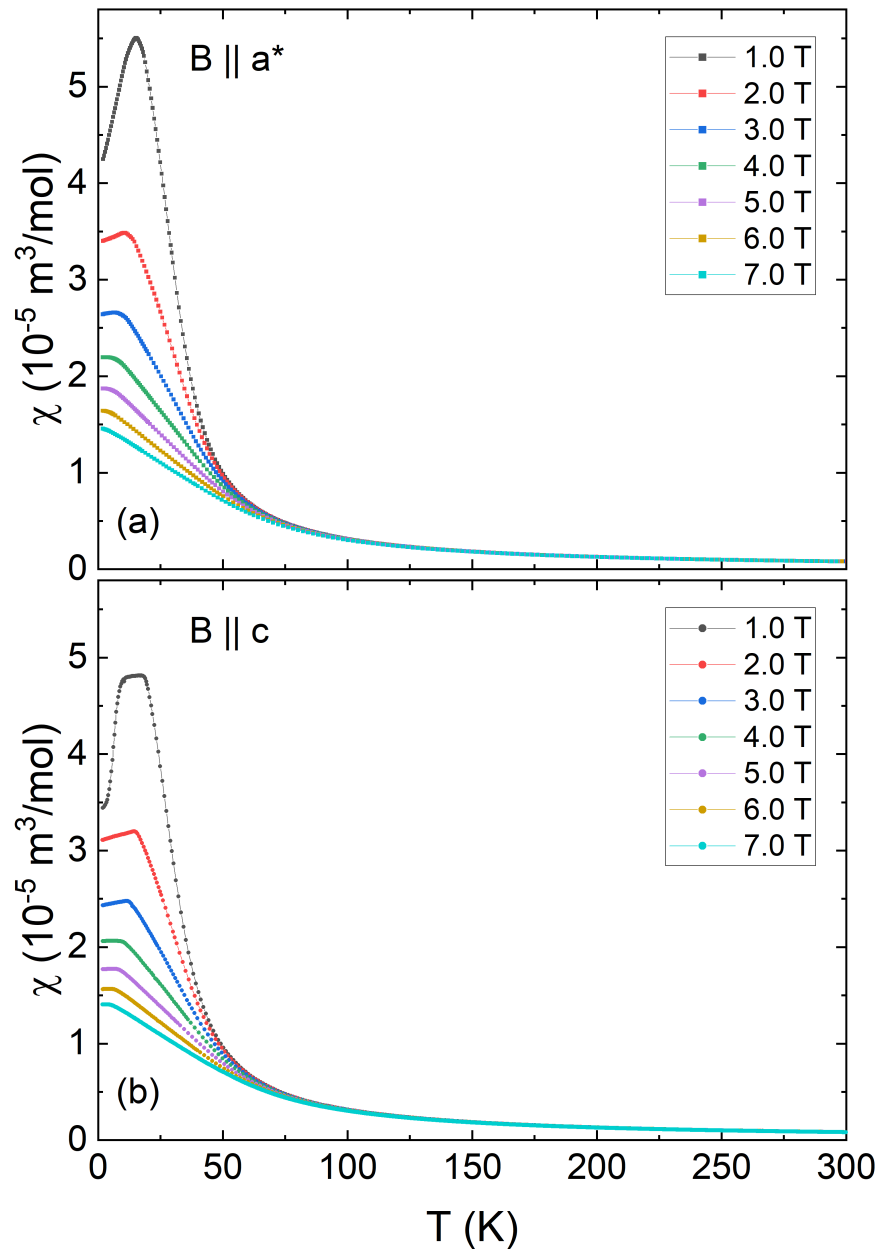 B || a*
1.0 T
2.0 T
3.0 T
4.0 T
5.0 T
6.0 T
7.0 T
5
4
3
2
1
0
χ (10⁻⁵ m³/mol)
(a)
B || c
1.0 T
2.0 T
3.0 T
4.0 T
5.0 T
6.0 T
7.0 T
5
4
3
2
1
0
χ (10⁻⁵ m³/mol)
(b)
0 50 100 150 200 250 300
T (K)